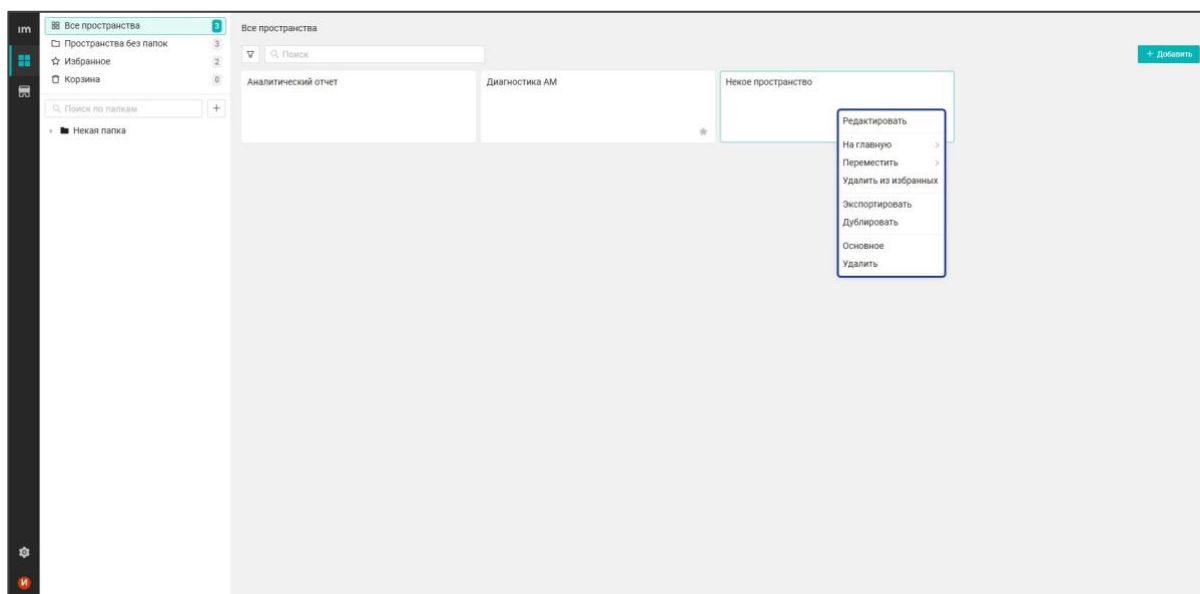 ım
Все пространства 3
Пространства без папок 3
Избранное 2
Корзина 0
Поиск по папкам
Некая папка
Все пространства
Поиск
+ Добавить
Аналитический отчет
Диагностика АМ
Некое пространство
Редактировать
На главную
Переместить
Удалить из избранных
Экспортировать
Дублировать
Основное
Удалить
И